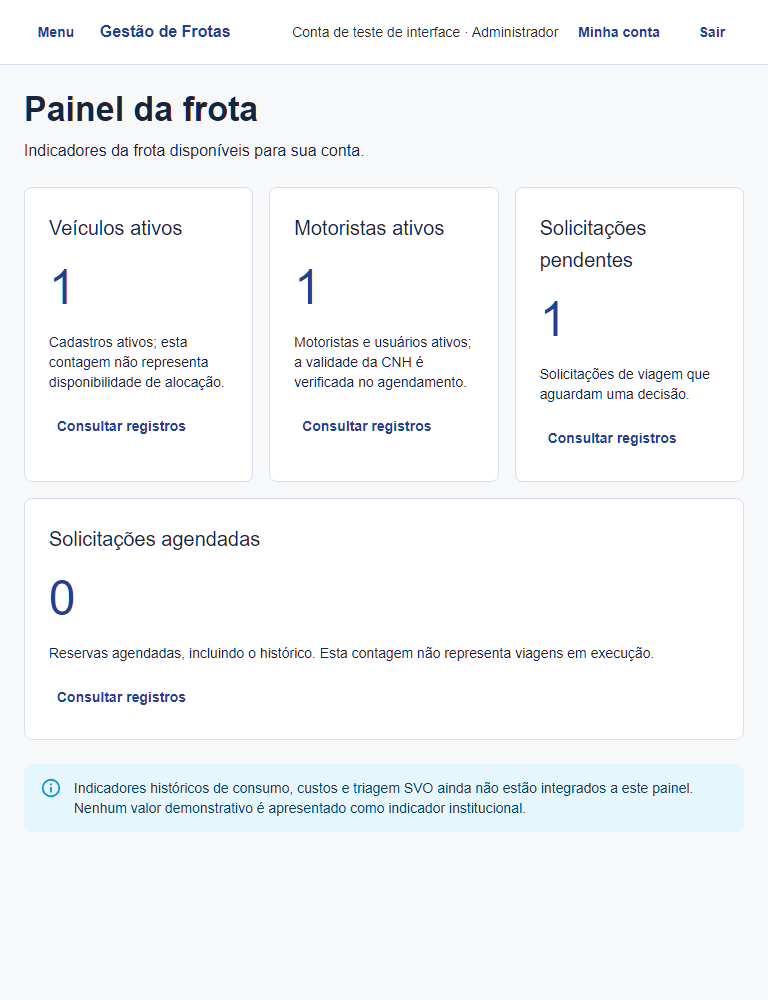 Menu Gestão de Frotas Conta de teste de interface · Administrador Minha conta Sair
Painel da frota
Indicadores da frota disponíveis para sua conta.
Veículos ativos
1
Cadastros ativos; esta
contagem não representa
disponibilidade de alocação.
Consultar registros
Motoristas ativos
1
Motoristas e usuários ativos;
a validade da CNH é
verificada no agendamento.
Consultar registros
Solicitações
pendentes
1
Solicitações de viagem que
aguardam uma decisão.
Consultar registros
Solicitações agendadas
0
Reservas agendadas, incluindo o histórico. Esta contagem não representa viagens em execução.
Consultar registros
Indicadores históricos de consumo, custos e triagem SVO ainda não estão integrados a este painel.
Nenhum valor demonstrativo é apresentado como indicador institucional.